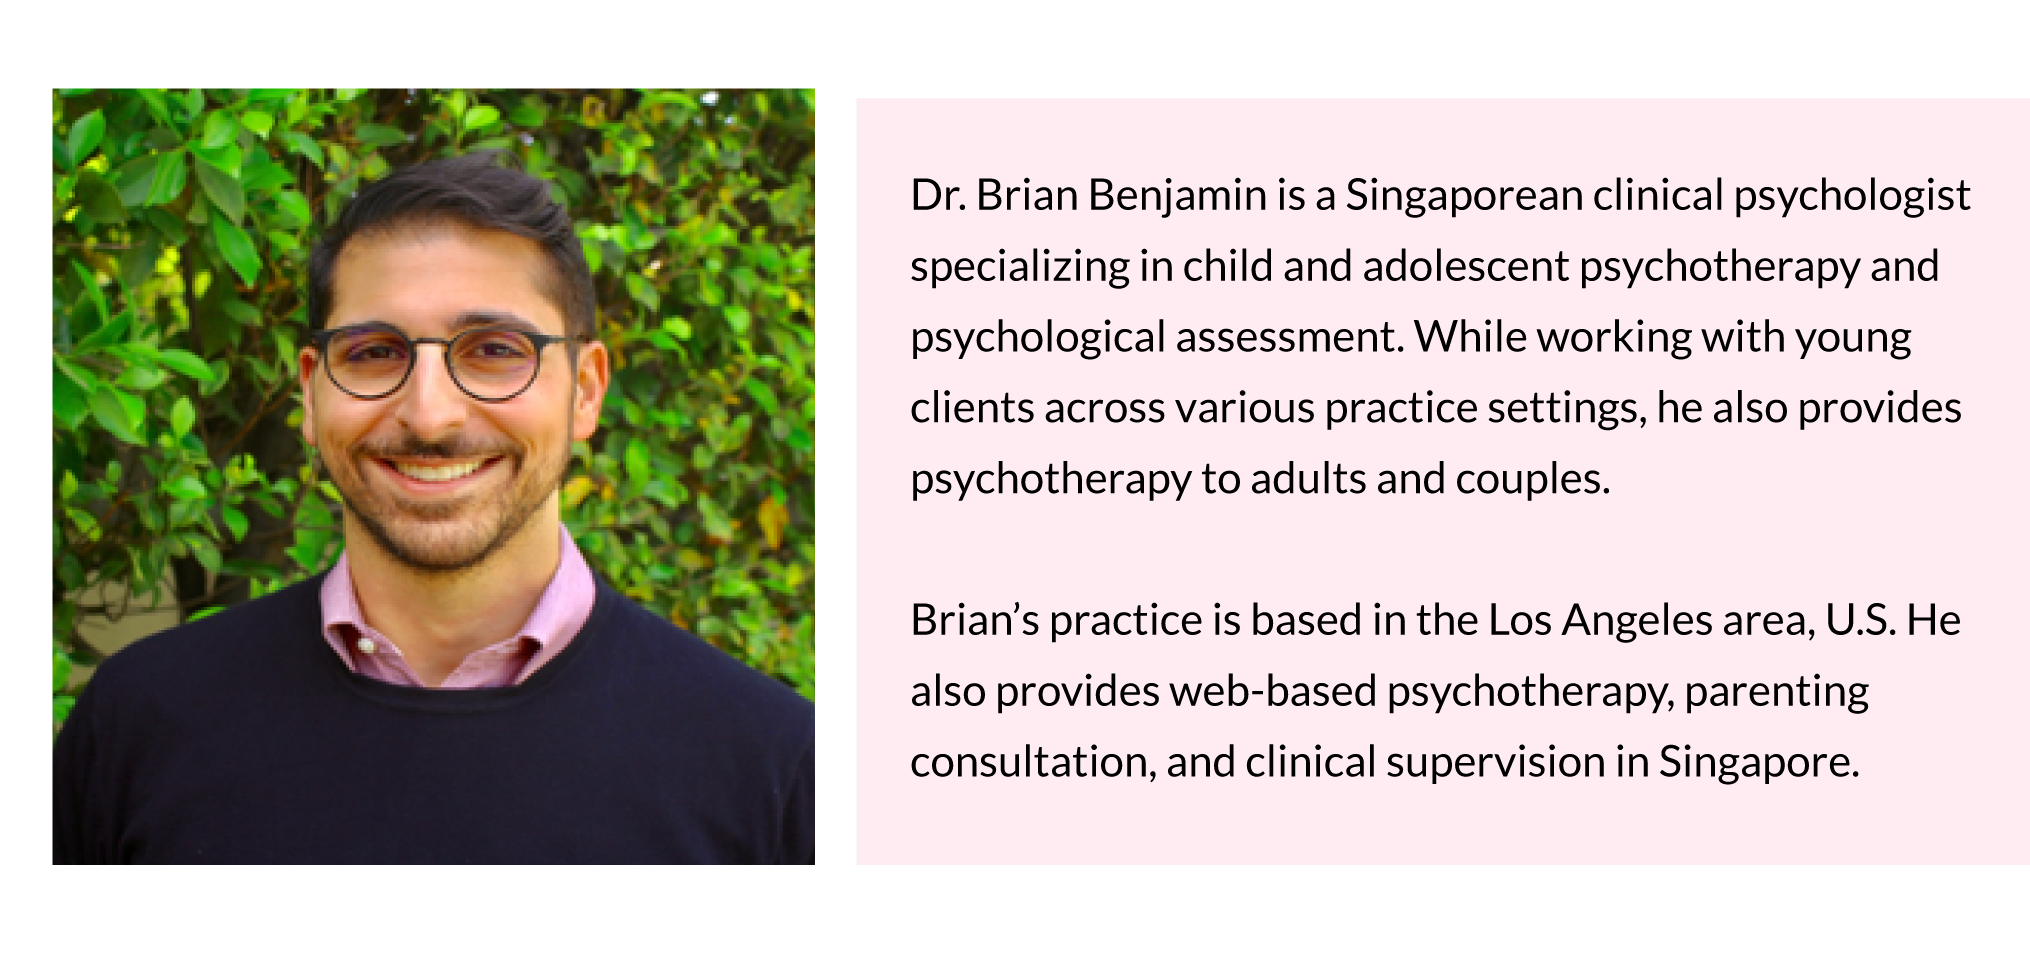 Dr. Brian Benjamin is a Singaporean clinical psychologist
specializing in child and adolescent psychotherapy and
psychological assessment. While working with young
clients across various practice settings, he also provides
psychotherapy to adults and couples.
Brian’s practice is based in the Los Angeles area, U.S. He
also provides web-based psychotherapy, parenting
consultation, and clinical supervision in Singapore.